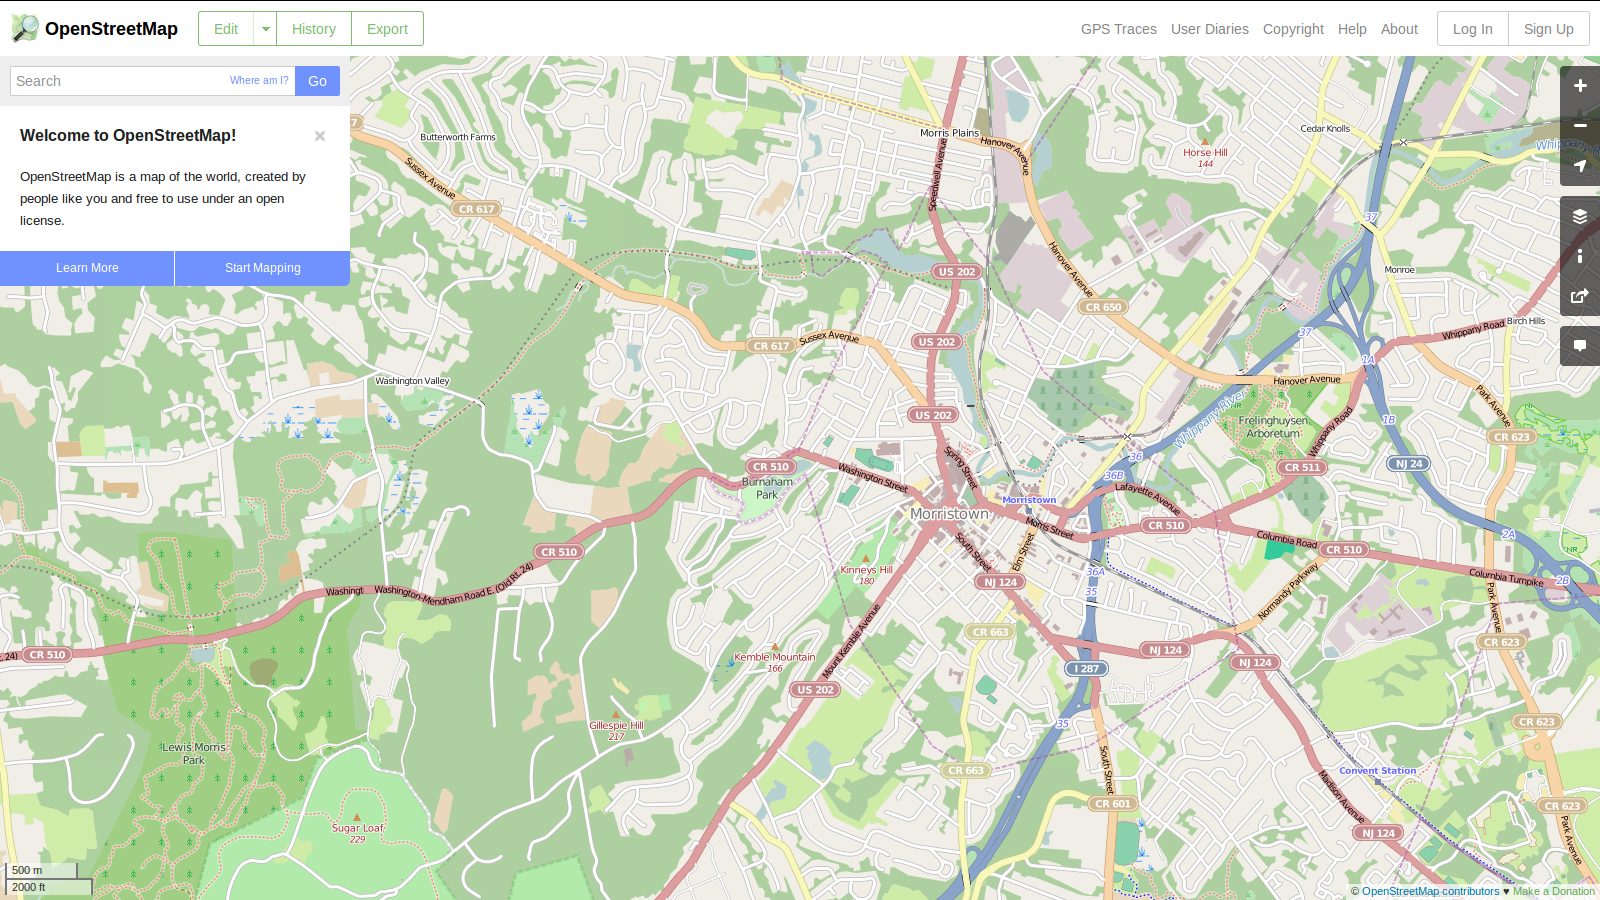 OpenStreetMap
Edit
History
Export
GPS Traces
User Diaries
Copyright
Help
About
Log In
Sign Up
Search
Where am I?
Go
Welcome to OpenStreetMap!
×
OpenStreetMap is a map of the world, created by
people like you and free to use under an open
license.
Learn More
Start Mapping
Butterworth Farms
Morris Plains
Hanover Avenue
Speedwell Avenue
Horse Hill
144
Cedar Knolls
Whippany R
Sussex Avenue
CR 617
37
Hanover Avenue
Monroe
US 202
CR 650
Birch Hills
Whippany Road
37
1A
US 202
CR 617
Sussex Avenue
Washington Valley
Hanover Avenue
Park Avenue
Whippany River
US 202
Frelinghuysen
Arboretum
Whippany Road
1B
CR 623
CR 510
Washington Street
Spring Street
36
36B
CR 511
NJ 24
Burnaham
Park
Lafayette Avenue
Morristown
Morristown
Morris Street
CR 510
Columbia Road
CR 510
2A
CR 510
South Street
Elm Street
Kinneys Hill
180
NJ 124
36A
35
Normandy Parkway
Columbia Turnpike
2B
Washingt
Washington-Mendham Road E. (Old Rt. 24)
Park Avenue
Mount Kemble Avenue
CR 663
CR 623
. 24)
CR 510
Kemble Mountain
166
NJ 124
NJ 124
I 287
US 202
Gillespie Hill
217
35
CR 623
Lewis Morris
Park
CR 663
South Street
Convent Station
Madison Avenue
CR 601
CR 623
Sugar Loaf
229
NJ 124
Park Avenue
500 m
2000 ft
© OpenStreetMap contributors ♥ Make a Donation